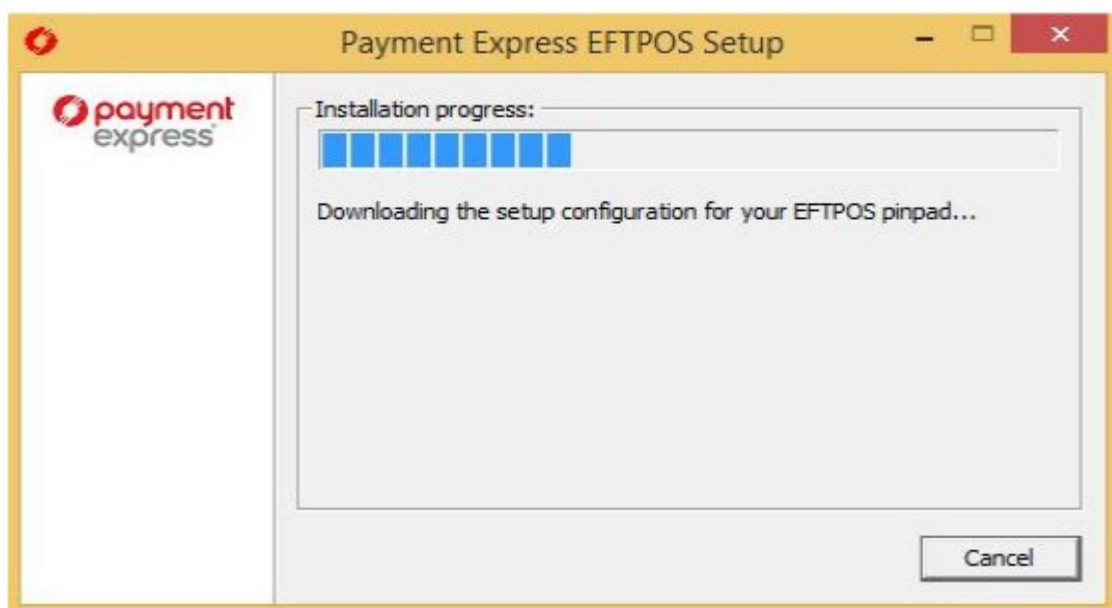 Payment Express EFTPOS Setup
payment
express
Installation progress:
Downloading the setup configuration for your EFTPOS pinpad...
Cancel